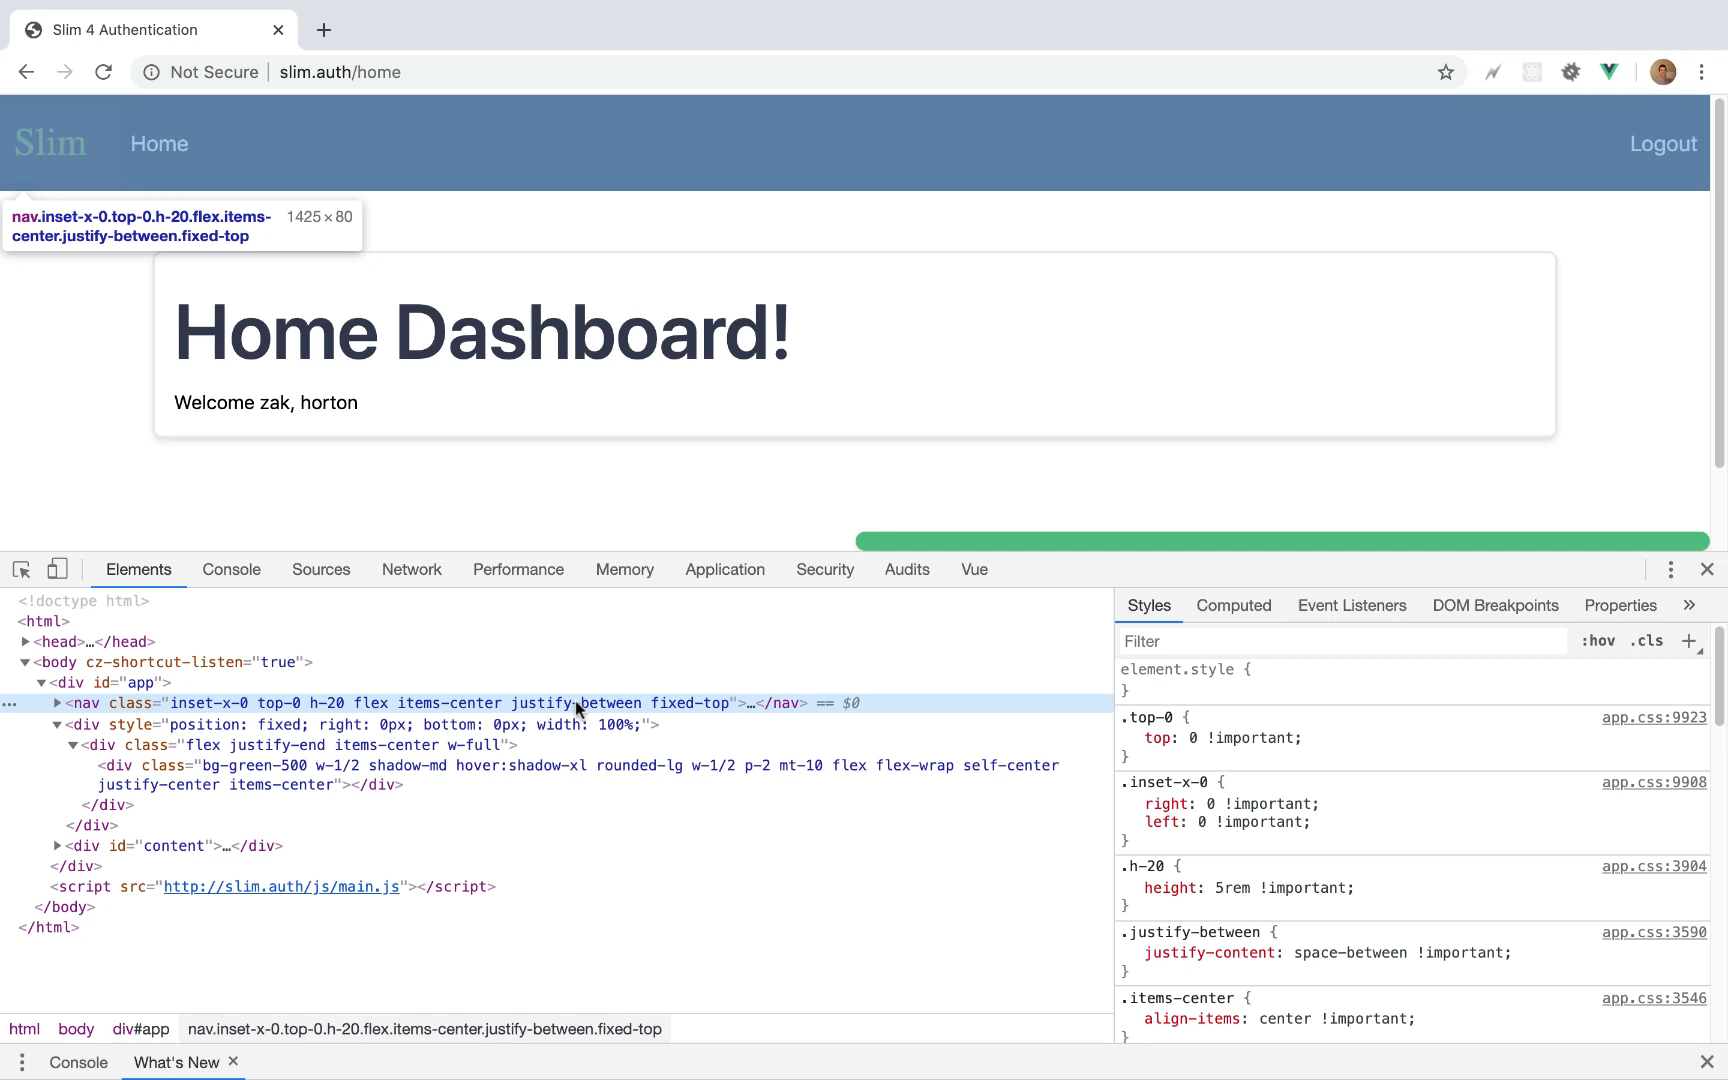 Slim 4 Authentication
Not Secure | slim.auth/home
Slim Home Logout
nav.inset-x-0.top-0.h-20.flex.items- 1425 × 80
center.justify-between.fixed-top
Home Dashboard!
Welcome zak, horton
Elements Console Sources Network Performance Memory Application Security Audits Vue
<!doctype html>
<html>
<head>…</head>
<body cz-shortcut-listen="true">
<div id="app">
… <nav class="inset-x-0 top-0 h-20 flex items-center justify-between fixed-top">…</nav> == $0
<div style="position: fixed; right: 0px; bottom: 0px; width: 100%;">
<div class="flex justify-end items-center w-full">
<div class="bg-green-500 w-1/2 shadow-md hover:shadow-xl rounded-lg w-1/2 p-2 mt-10 flex flex-wrap self-center
justify-center items-center"></div>
</div>
</div>
<div id="content">…</div>
</div>
<script src="http://slim.auth/js/main.js"></script>
</body>
</html>
html body div#app nav.inset-x-0.top-0.h-20.flex.items-center.justify-between.fixed-top
Styles Computed Event Listeners DOM Breakpoints Properties »
Filter :hov .cls +
element.style {
}
.top-0 { app.css:9923
top: 0 !important;
}
.inset-x-0 { app.css:9908
right: 0 !important;
left: 0 !important;
}
.h-20 { app.css:3904
height: 5rem !important;
}
.justify-between { app.css:3590
justify-content: space-between !important;
}
.items-center { app.css:3546
align-items: center !important;
}
Console What's New